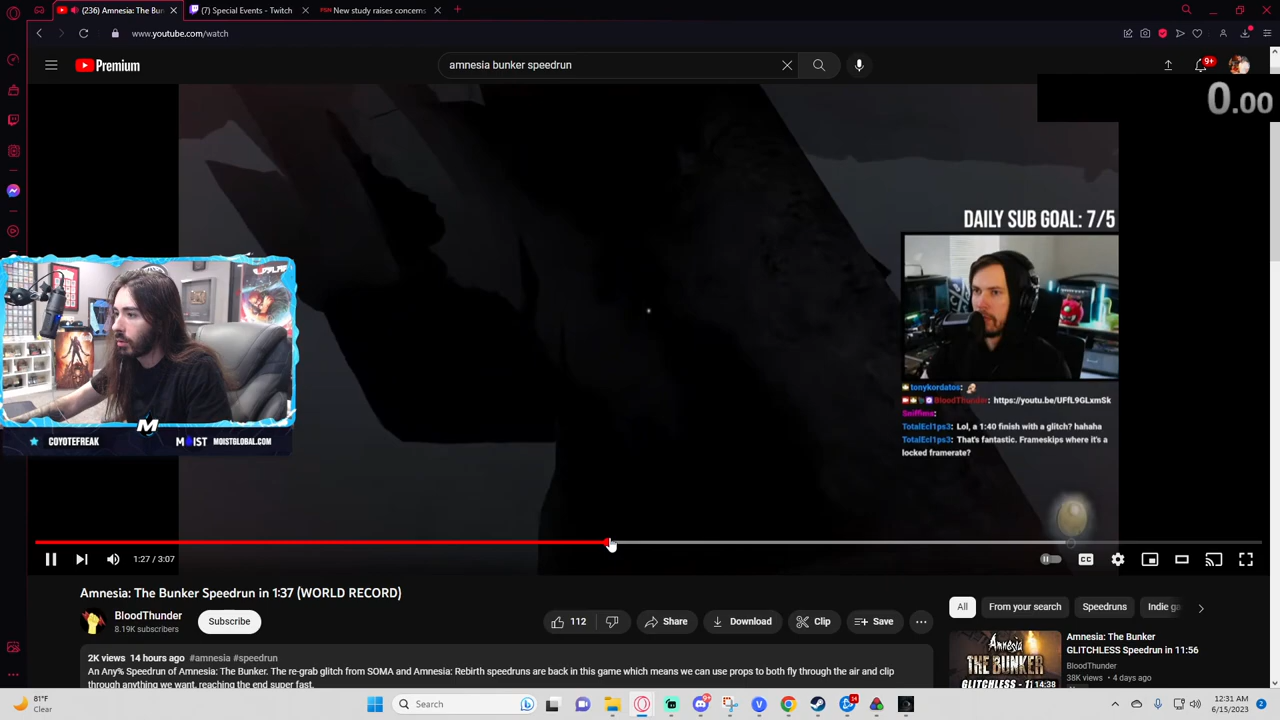 (236) Amnesia: The Bun
(7) Special Events - Twitch
New study raises concerns
www.youtube.com/watch
Premium
amnesia bunker speedrun
9+
0.00
DAILY SUB GOAL: 7/5
tonykordatos:
BloodThunder: https://youtu.be/UFfL9GLxmSk
Sniffima:
TotalEcl1ps3: Lol, a 1:40 finish with a glitch? hahaha
TotalEcl1ps3: That's fantastic. Frameskips where it's a
locked framerate?
M
COYOTEFREAK
MOIST MOISTGLOBAL.COM
1:27 / 3:07
CC
Amnesia: The Bunker Speedrun in 1:37 (WORLD RECORD)
BloodThunder
8.19K subscribers
Subscribe
112
Share
Download
Clip
Save
All
From your search
Speedruns
Indie ga
2K views 14 hours ago #amnesia #speedrun
An Any% Speedrun of Amnesia: The Bunker. The re-grab glitch from SOMA and Amnesia: Rebirth speedruns are back in this game which means we can use props to both fly through the air and clip
through anything we want, reaching the end super fast.
Amnesia
THE BUNKER
14:38
Amnesia: The Bunker
GLITCHLESS Speedrun in 11:56
BloodThunder
38K views • 4 days ago
81°F
Clear
Search
12:31 AM
6/15/2023
2